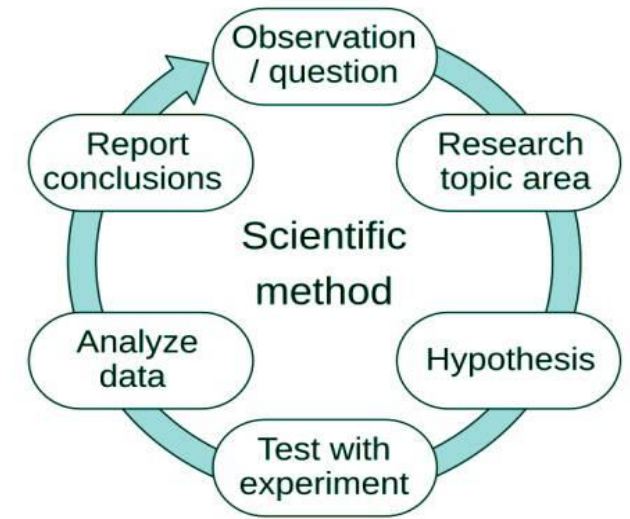 Observation
/ question
Research
topic area
Hypothesis
Test with
experiment
Analyze
data
Report
conclusions
Scientific
method